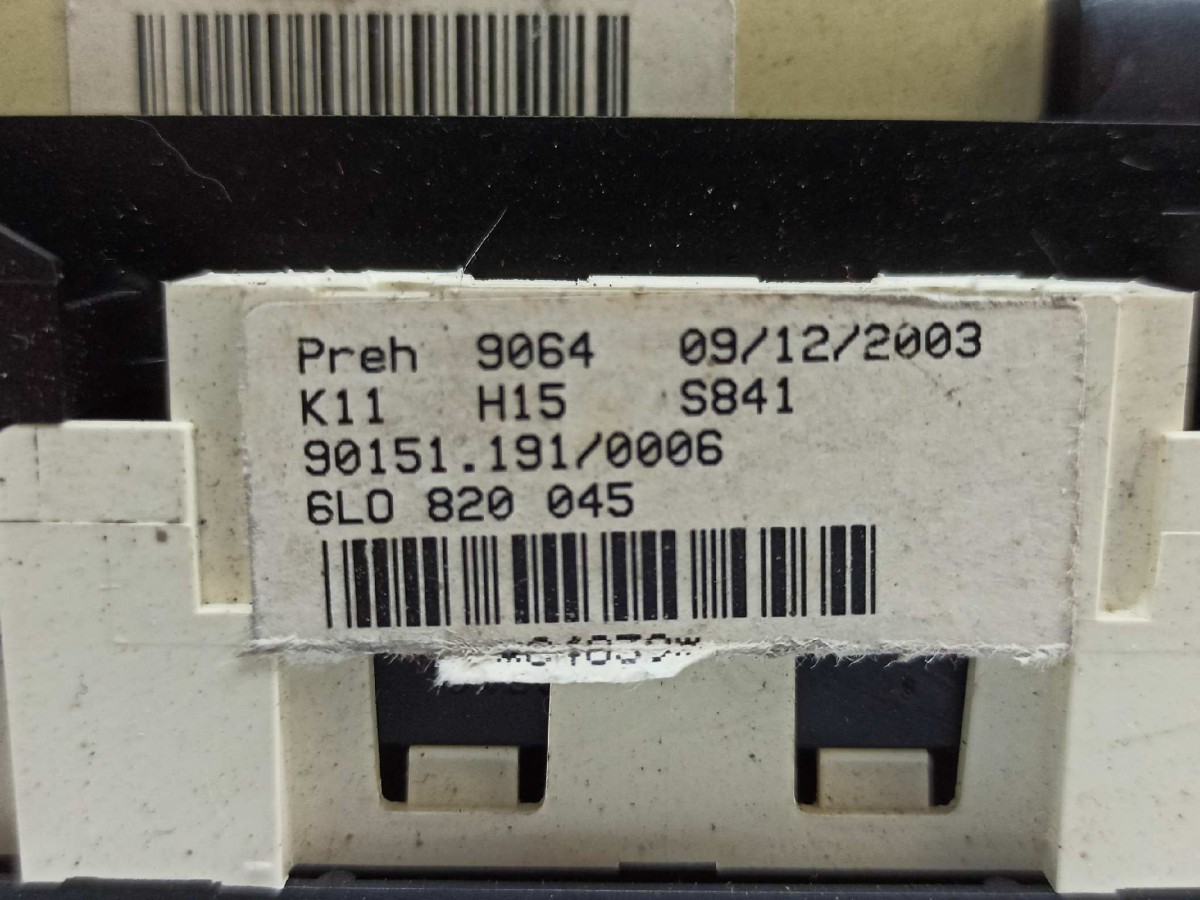 Preh 9064 09/12/2003
K11 H15 S841
90151.191/0006
6L0 820 045